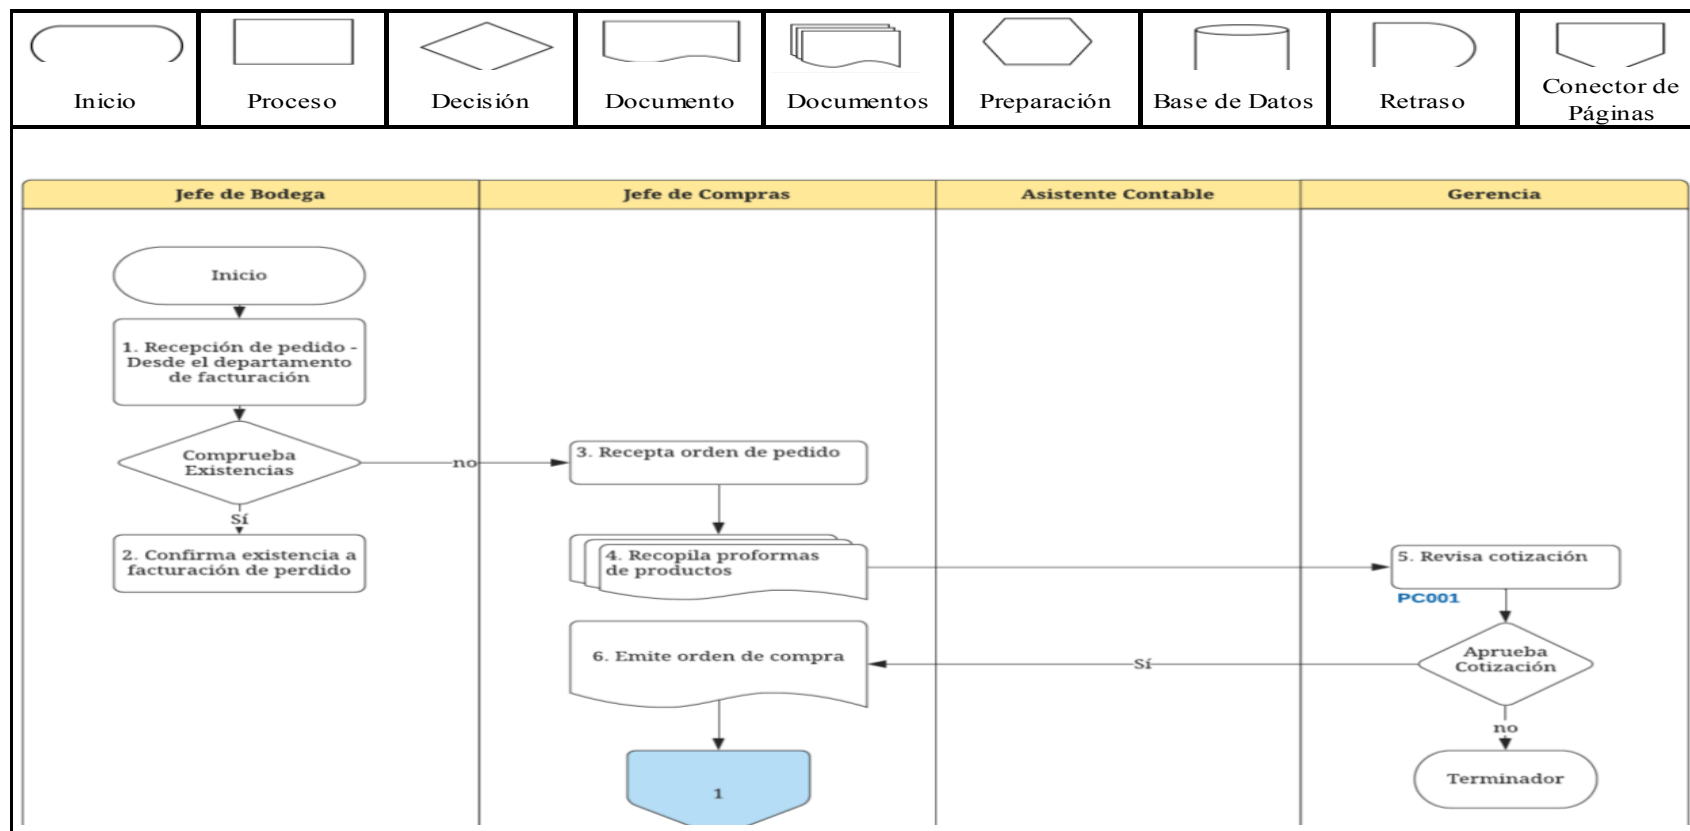 Inicio
Proceso
Decisión
Documento
Documentos
Preparación
Base de Datos
Retraso
Conector de
Páginas
Jefe de Bodega
Jefe de Compras
Asistente Contable
Gerencia
Inicio
1. Recepción de pedido -
Desde el departamento
de facturación
Comprueba
Existencias
no
3. Recepta orden de pedido
Sí
2. Confirma existencia a
facturación de perdido
4. Recopila proformas
de productos
5. Revisa cotización
PC001
Aprueba
Cotización
Sí
6. Emite orden de compra
no
Terminador
1